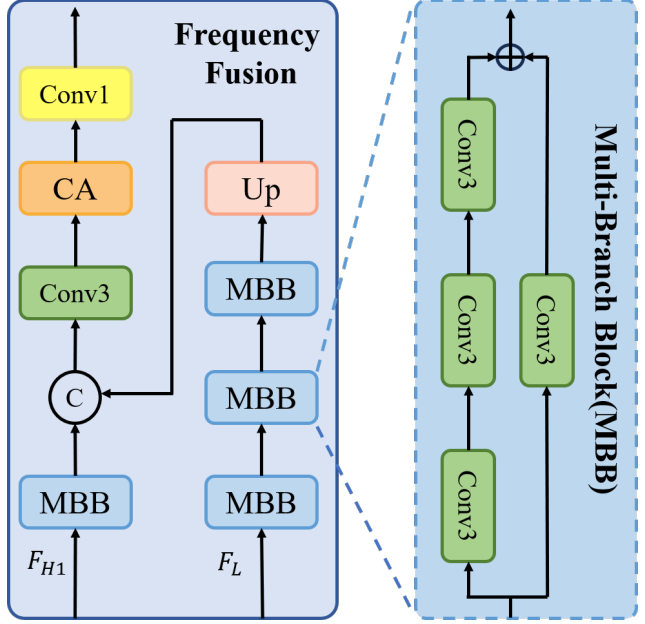 Frequency
Fusion
Conv1
CA
Up
Conv3
MBB
C
MBB
MBB
MBB
F_{H1}
F_L
Conv3
Conv3
Conv3
Conv3
Multi-Branch Block(MBB)